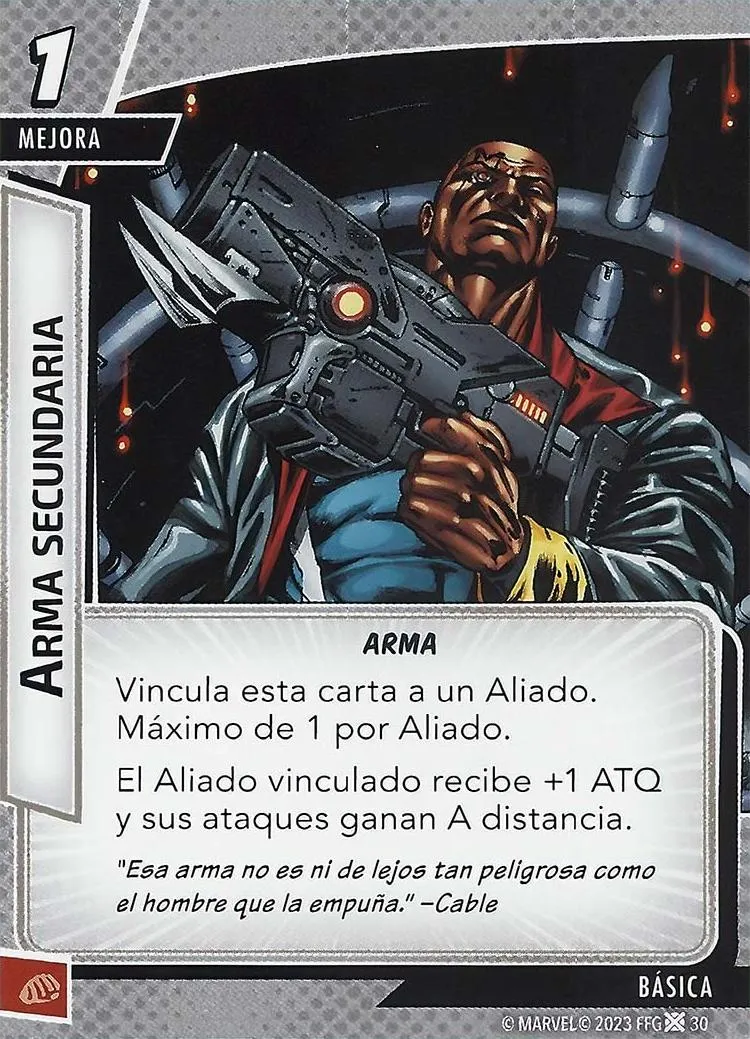 1
MEJORA
ARMA SECUNDARIA
ARMA
Vincula esta carta a un Aliado.
Máximo de 1 por Aliado.
El Aliado vinculado recibe +1 ATQ
y sus ataques ganan A distancia.
"Esa arma no es ni de lejos tan peligrosa como
el hombre que la empuña." –Cable
BÁSICA
© MARVEL © 2023 FFG 30